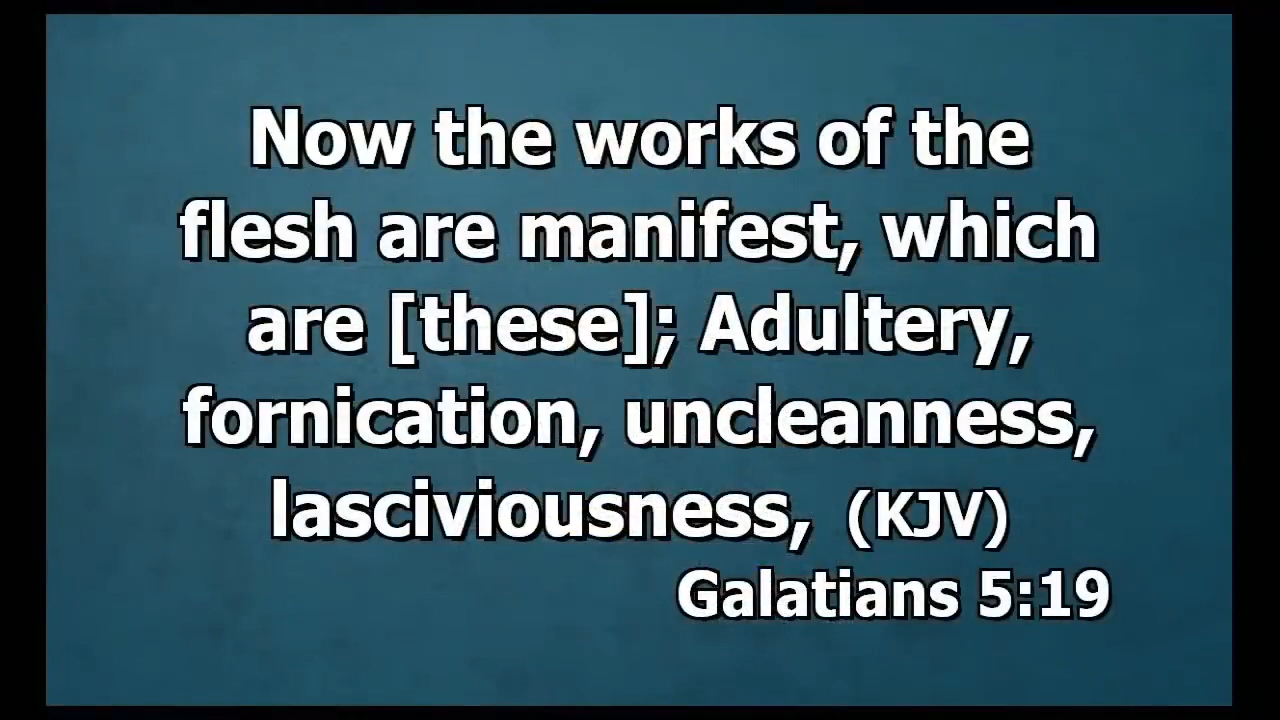 Now the works of the
flesh are manifest, which
are [these]; Adultery,
fornication, uncleanness,
lasciviousness, (KJV)
Galatians 5:19